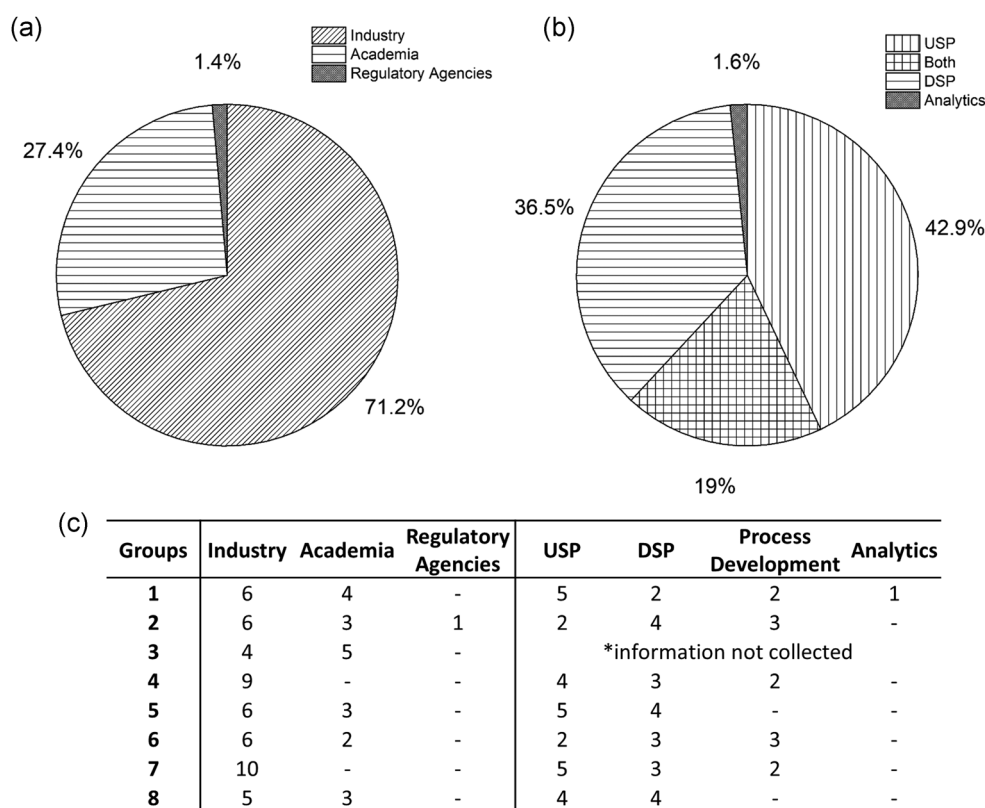 (a)
Industry
Academia
Regulatory Agencies
1.4%
27.4%
71.2%
(b)
USP
Both
DSP
Analytics
1.6%
36.5%
42.9%
19%
(c)
Groups Industry Academia Regulatory Agencies USP DSP Process Development Analytics
1 6 4 - 5 2 2 1
2 6 3 1 2 4 3 -
3 4 5 - *information not collected
4 9 - - 4 3 2 -
5 6 3 - 5 4 - -
6 6 2 - 2 3 3 -
7 10 - - 5 3 2 -
8 5 3 - 4 4 - -